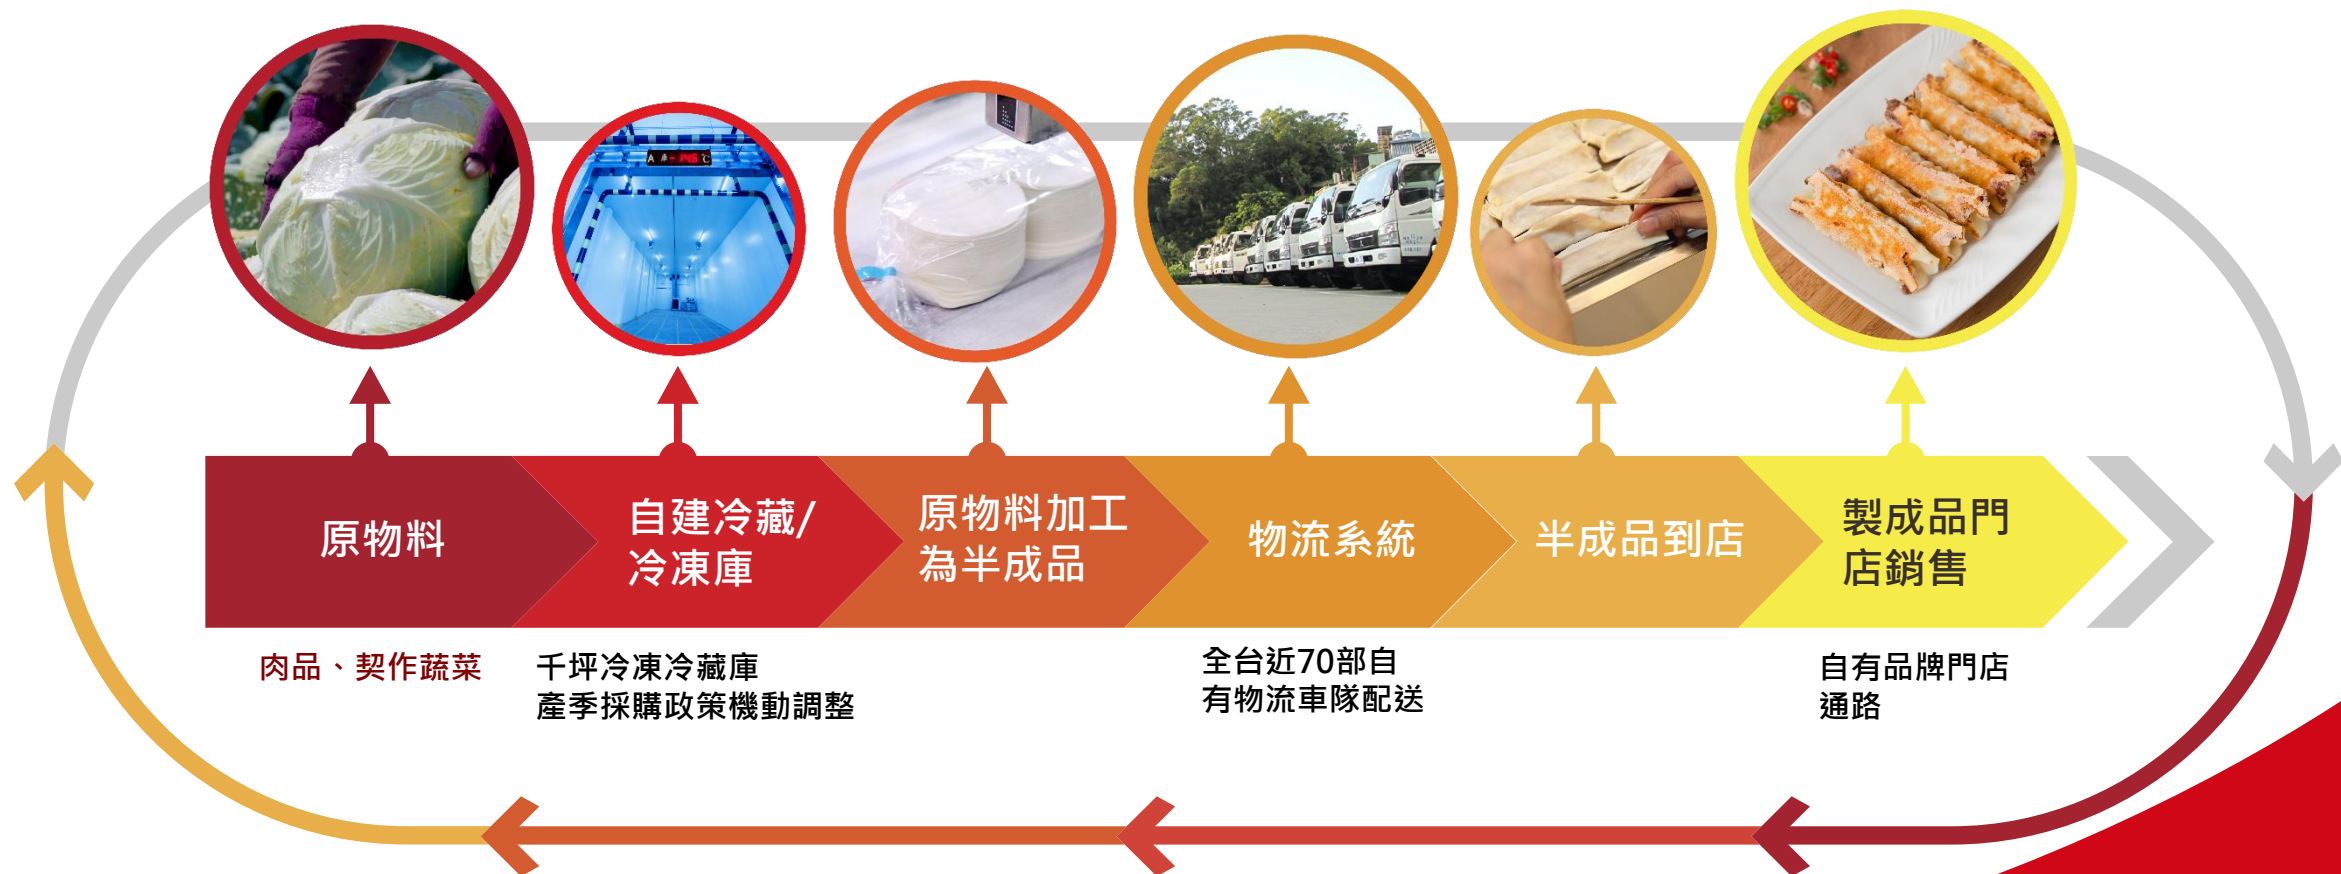 原物料
自建冷藏/
冷凍庫
原物料加工
為半成品
物流系統
半成品到店
製成品門
店銷售
肉品、契作蔬菜
千坪冷凍冷藏庫
產季採購政策機動調整
全台近70部自
有物流車隊配送
自有品牌門店
通路